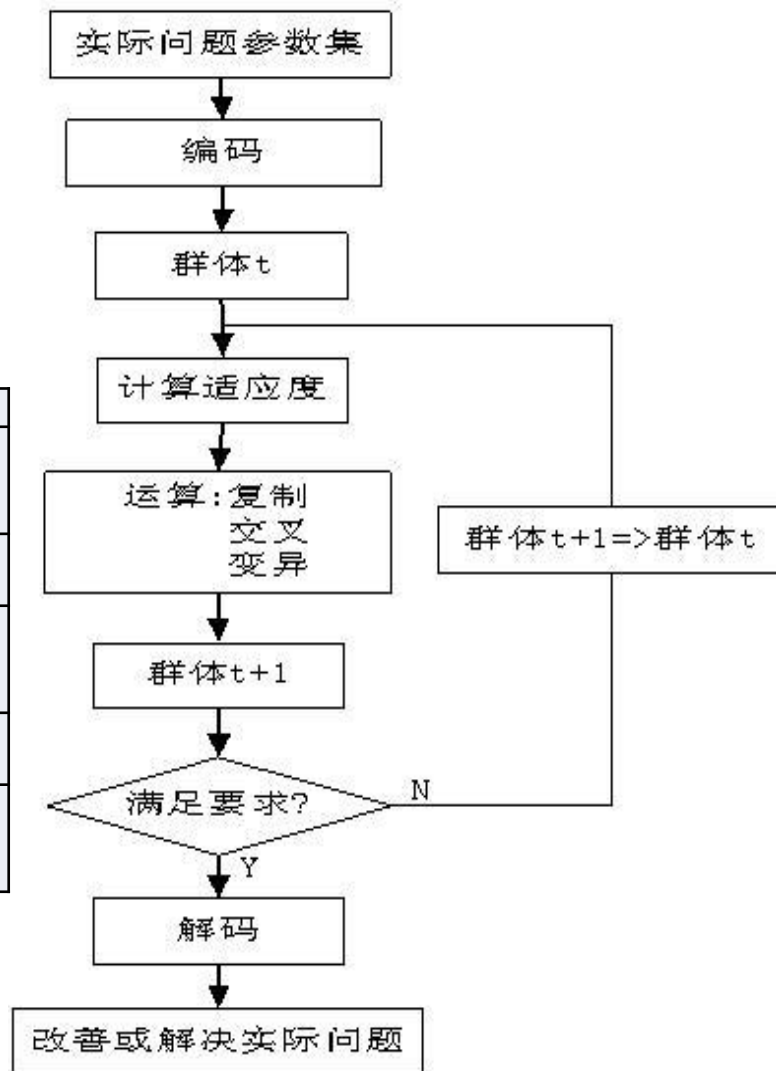 实际问题参数集
编码
群体t
计算适应度
运算:复制
交叉
变异
群体t+1=>群体t
群体t+1
满足要求?
N
Y
解码
改善或解决实际问题